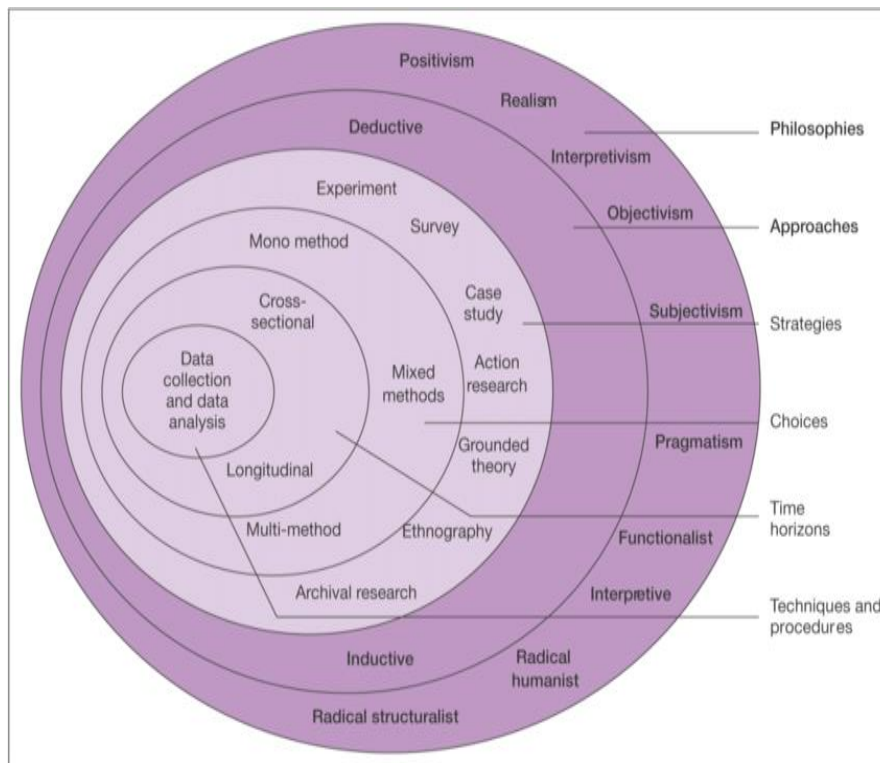 Positivism
Realism
Philosophies
Deductive
Interpretivism
Experiment
Objectivism
Survey
Approaches
Mono method
Case
study
Cross-
sectional
Subjectivism
Strategies
Data
collection
and data
analysis
Mixed
methods
Action
research
Choices
Pragmatism
Grounded
theory
Longitudinal
Time
horizons
Multi-method
Ethnography
Functionalist
Archival research
Interpretive
Techniques and
procedures
Inductive
Radical
humanist
Radical structuralist